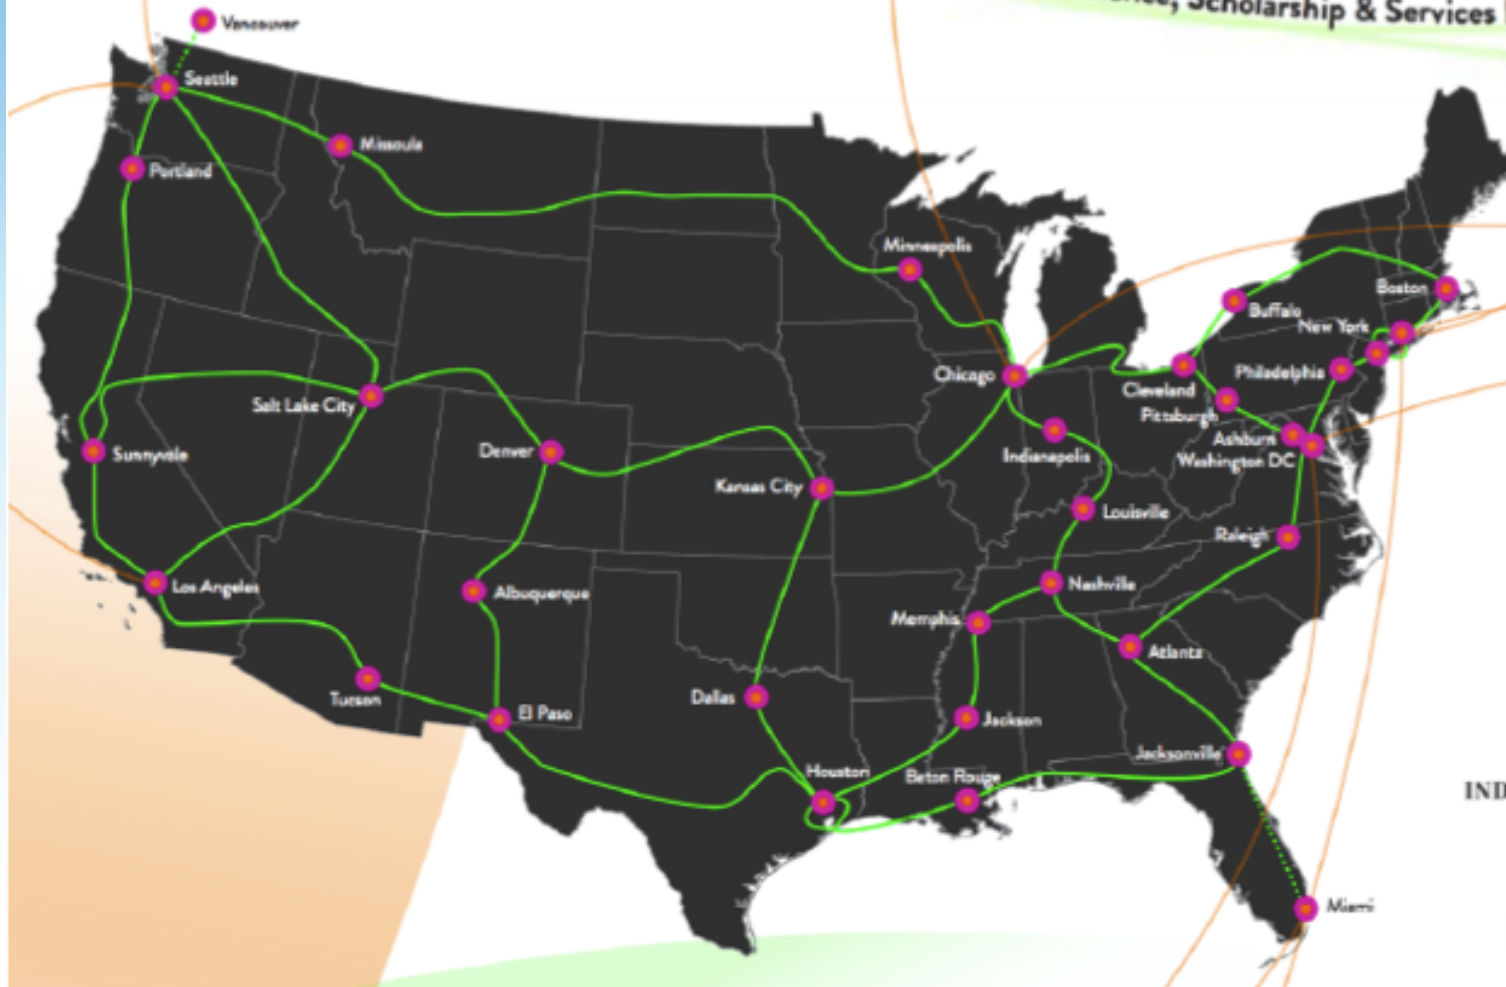 Scholarship & Services
Vancouver
Seattle
Missoula
Portland
Minneapolis
Boston
Buffalo
New York
Chicago
Philadelphia
Cleveland
Pittsburgh
Salt Lake City
Ashburn
Sunnyvale
Denver
Washington DC
Indianapolis
Kansas City
Louisville
Raleigh
Los Angeles
Albuquerque
Nashville
Memphis
Atlanta
Tucson
El Paso
Dallas
Jackson
Jacksonville
Houston
Baton Rouge
IND
Miami